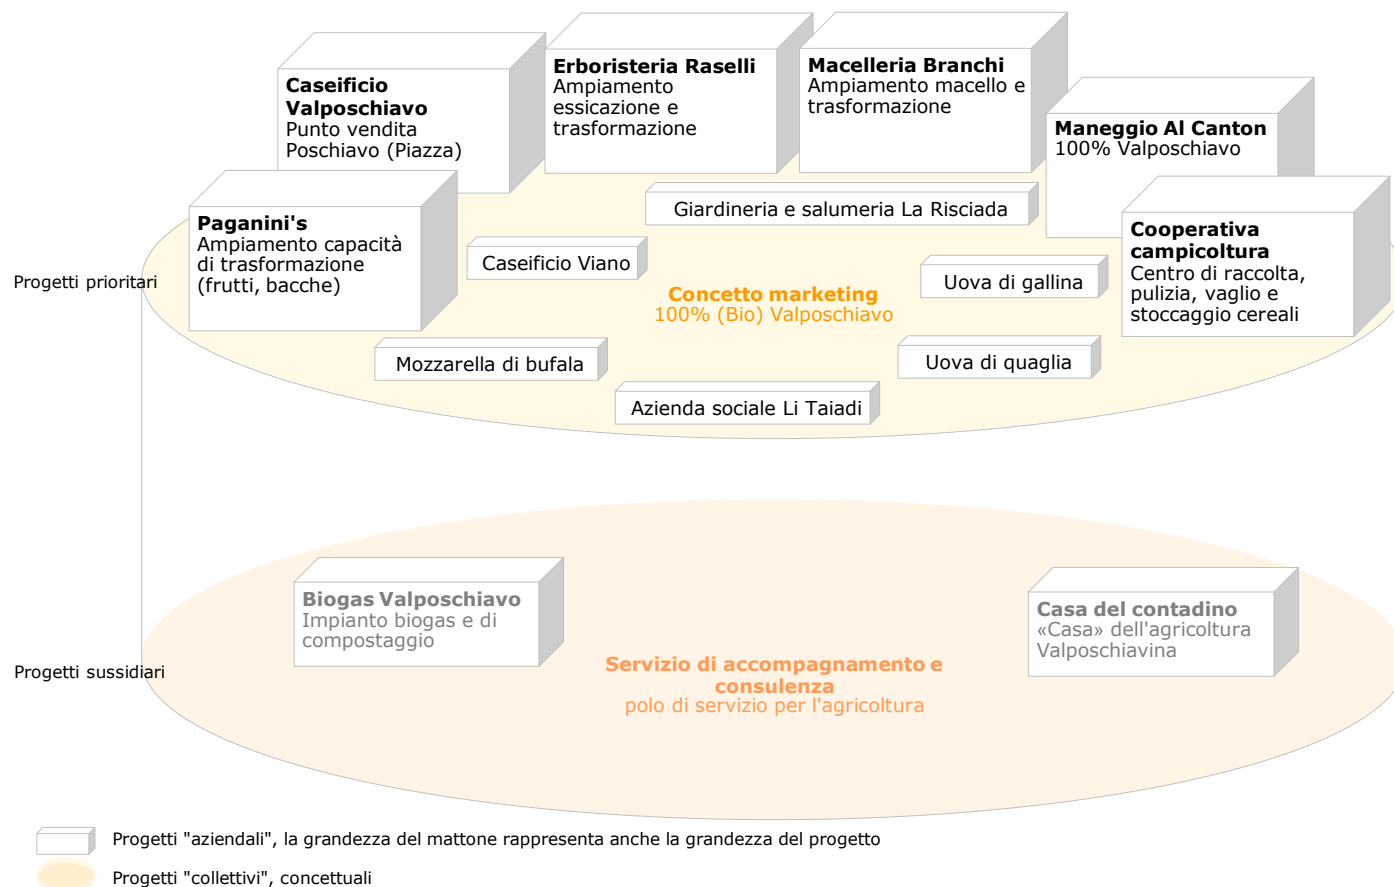 Caseificio
Valposchiavo
Punto vendita
Poschiavo (Piazza)
Erboristeria Raselli
Ampiamento
essicazione e
trasformazione
Macelleria Branchi
Ampiamento macello e
trasformazione
Maneggio Al Canton
100% Valposchiavo
Paganini's
Ampiamento capacità
di trasformazione
(frutti, bacche)
Giardineria e salumeria La Risciada
Cooperativa
campicoltura
Centro di raccolta,
pulizia, vaglio e
stoccaggio cereali
Caseificio Viano
Uova di gallina
Progetti prioritari
Concetto marketing
100% (Bio) Valposchiavo
Mozzarella di bufala
Uova di quaglia
Azienda sociale Li Taiadi
Biogas Valposchiavo
Impianto biogas e di
compostaggio
Casa del contadino
«Casa» dell'agricoltura
Valposchiavina
Progetti sussidiari
Servizio di accompagnamento e
consulenza
polo di servizio per l'agricoltura
Progetti "aziendali", la grandezza del mattone rappresenta anche la grandezza del progetto
Progetti "collettivi", concettuali